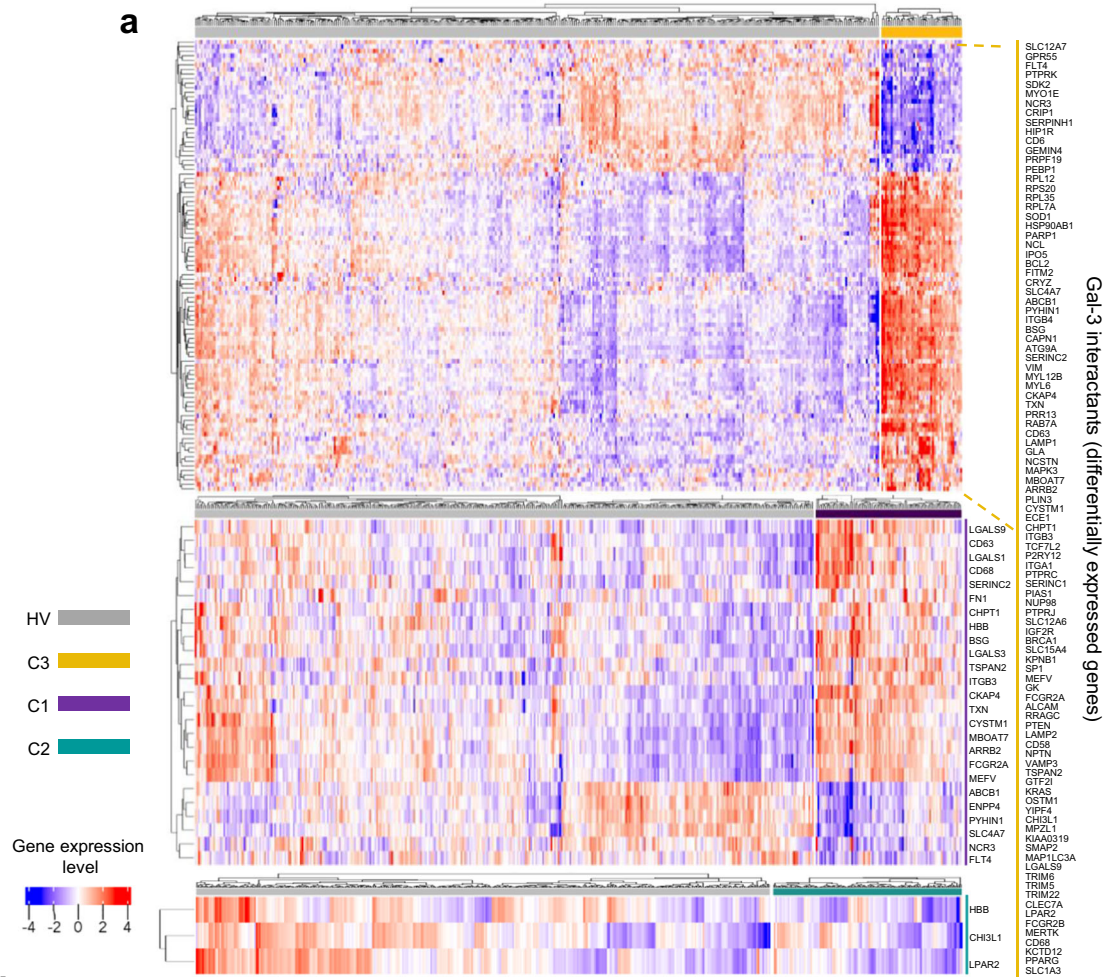 a
SLC12A7
GPR55
FLT4
PTPRK
SDK2
MYO1E
NCR3
CRIP1
SERPINH1
HIP1R
CD6
GEMIN4
PRPF19
PEBP1
RPL12
RPS20
RPL35
RPL7A
SOD1
HSP90AB1
PARP1
NCL
IPO5
BCL2
FITM2
CRYZ
SLC4A7
ABCB1
PYHIN1
ITGB4
BSG
CAPN1
ATG9A
SERINC2
VIM
MYL12B
MYL6
CKAP4
TXN
PRR13
RAB7A
CD63
LAMP1
GLA
NCSTN
MAPK3
MBOAT7
ARRB2
PLIN3
CYSTM1
ECE1
CHPT1
ITGB3
TCF7L2
P2RY12
ITGA1
PTPRC
SERINC1
PIAS1
NUP98
PTPRJ
SLC12A6
IGF2R
BRCA1
SLC15A4
KPNB1
SP1
MEFV
GK
FCGR2A
ALCAM
RRAGC
PTEN
LAMP2
CD58
NPTN
VAMP3
TSPAN2
GTF2I
KRAS
OSTM1
YIPF4
CHI3L1
MPZL1
KIAA0319
SMAP2
MAP1LC3A
LGALS9
TRIM6
TRIM5
TRIM22
CLEC7A
LPAR2
FCGR2B
MERTK
CD68
KCTD12
PPARG
SLC1A3
Gal-3 interactants (differentially expressed genes)
LGALS9
CD63
LGALS1
CD68
SERINC2
FN1
CHPT1
HBB
BSG
LGALS3
TSPAN2
ITGB3
CKAP4
TXN
CYSTM1
MBOAT7
ARRB2
FCGR2A
MEFV
ABCB1
ENPP4
PYHIN1
SLC4A7
NCR3
FLT4
HBB
CHI3L1
LPAR2
HV
C3
C1
C2
Gene expression
level
-4 -2 0 2 4